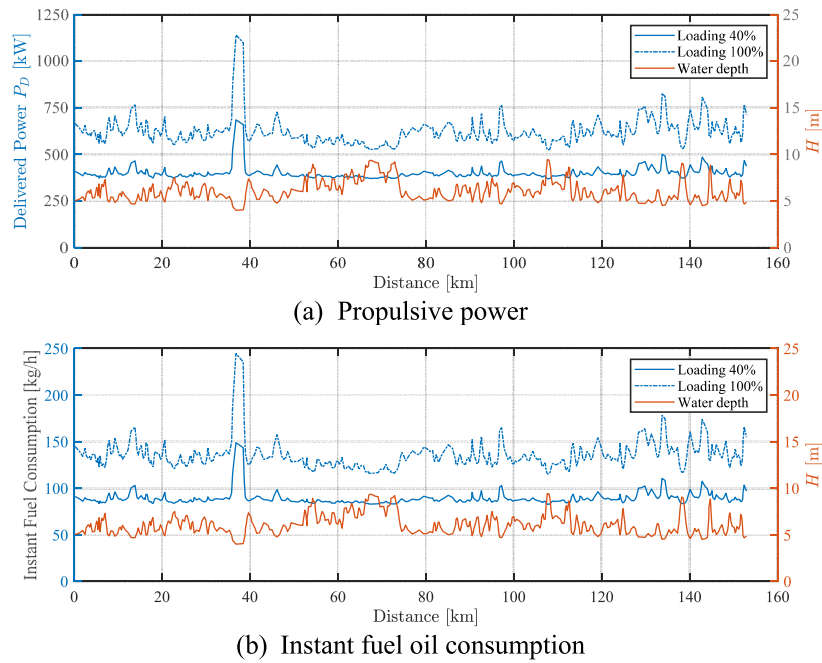 1250
1000
750
500
250
0
Delivered Power P_D [kW]
25
20
15
10
5
0
H [m]
Loading 40%
Loading 100%
Water depth
0 20 40 60 80 100 120 140 160
Distance [km]
(a) Propulsive power
250
200
150
100
50
0
Instant Fuel Consumption [kg/h]
25
20
15
10
5
0
H [m]
Loading 40%
Loading 100%
Water depth
0 20 40 60 80 100 120 140 160
Distance [km]
(b) Instant fuel oil consumption